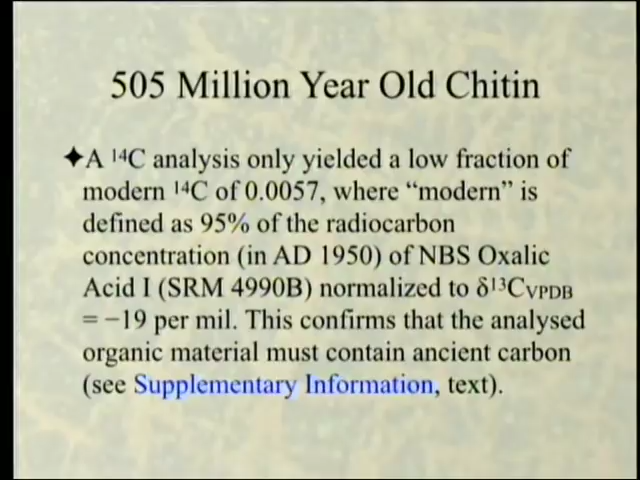 505 Million Year Old Chitin
✦A ¹⁴C analysis only yielded a low fraction of
modern ¹⁴C of 0.0057, where “modern” is
defined as 95% of the radiocarbon
concentration (in AD 1950) of NBS Oxalic
Acid I (SRM 4990B) normalized to δ¹³CVPDB
= −19 per mil. This confirms that the analysed
organic material must contain ancient carbon
(see Supplementary Information, text).